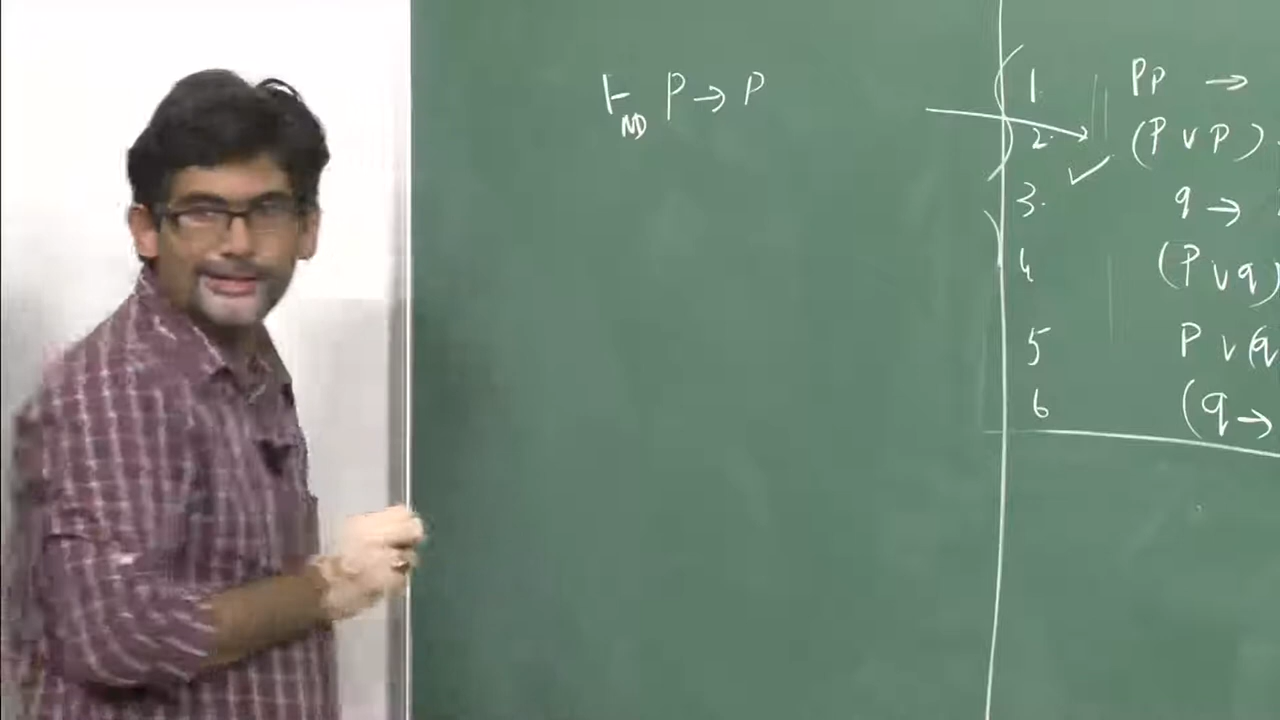 ⊢ND P → P
1. PP →
2. (P ∨ P)
3. q →
4 (P ∨ q)
5 P ∨ (q
6 (q →